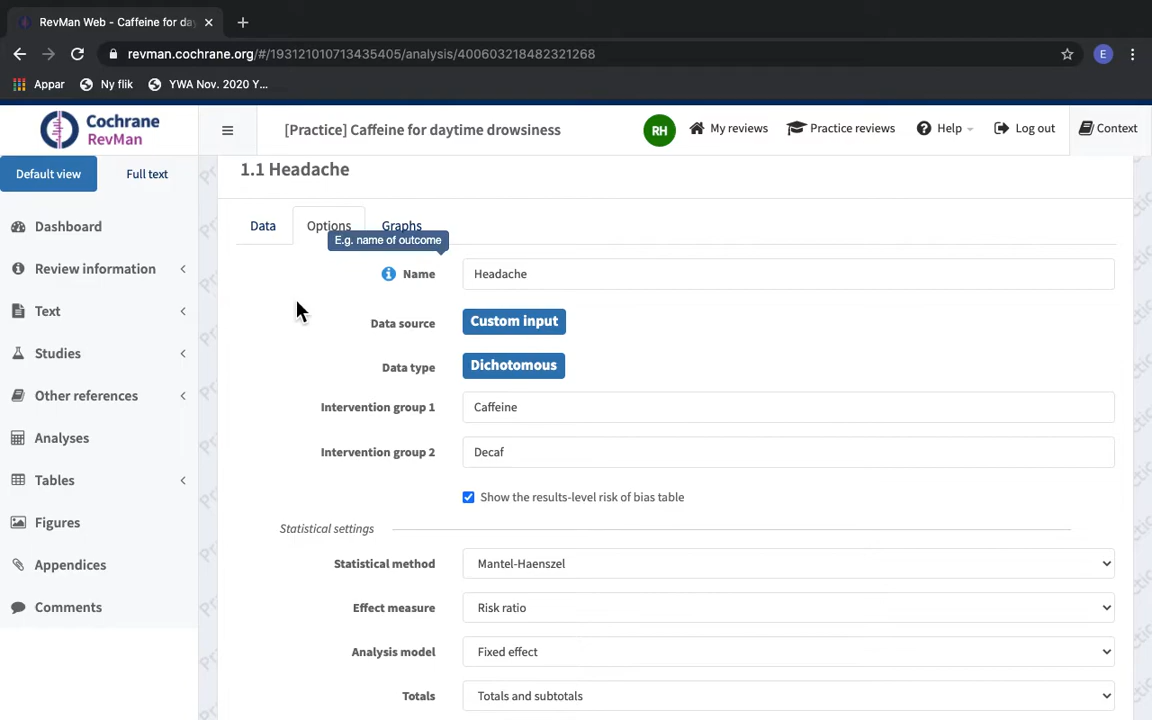 RevMan Web - Caffeine for da
revman.cochrane.org/#/193121010713435405/analysis/400603218482321268
E
Appar
Ny flik
YWA Nov. 2020 Y...
Cochrane
RevMan
[Practice] Caffeine for daytime drowsiness
RH
My reviews
Practice reviews
Help
Log out
Context
Default view
Full text
1.1 Headache
Dashboard
Data
Options
Graphs
E.g. name of outcome
Review information
Name
Headache
Text
Data source
Custom input
Studies
Data type
Dichotomous
Other references
Intervention group 1
Caffeine
Analyses
Intervention group 2
Decaf
Tables
Show the results-level risk of bias table
Figures
Statistical settings
Appendices
Statistical method
Mantel-Haenszel
Comments
Effect measure
Risk ratio
Analysis model
Fixed effect
Totals
Totals and subtotals